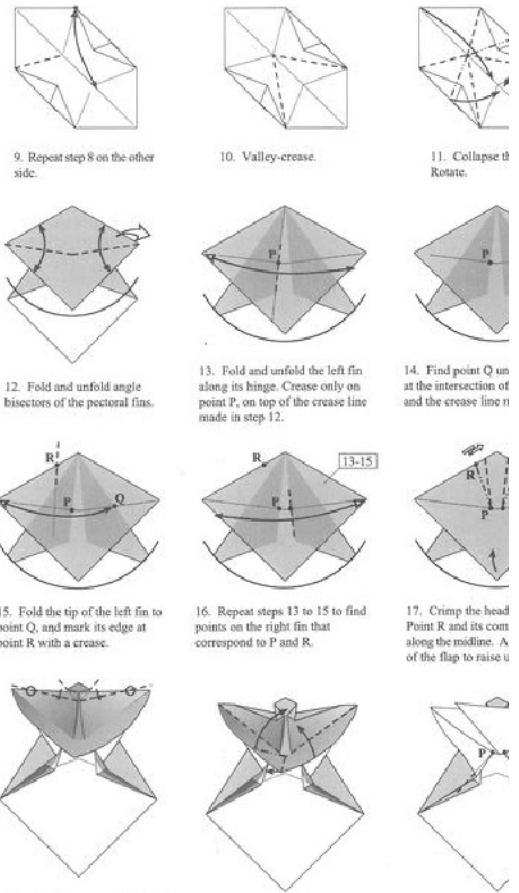 9. Repeat step 8 on the other
side.
10. Valley-crease.
11. Collapse th
Rotate.
P
P
12. Fold and unfold angle
bisectors of the pectoral fins.
13. Fold and unfold the left fin
along its hinge. Crease only on
point P, on top of the crease line
made in step 12.
14. Find point Q un
at the intersection of
and the crease line m
R
P
Q
R
P
13-15
R
P
15. Fold the tip of the left fin to
point Q, and mark its edge at
point R with a crease.
16. Repeat steps 13 to 15 to find
points on the right fin that
correspond to P and R.
17. Crimp the head
Point R and its com
along the midline. A
of the flap to raise u
P